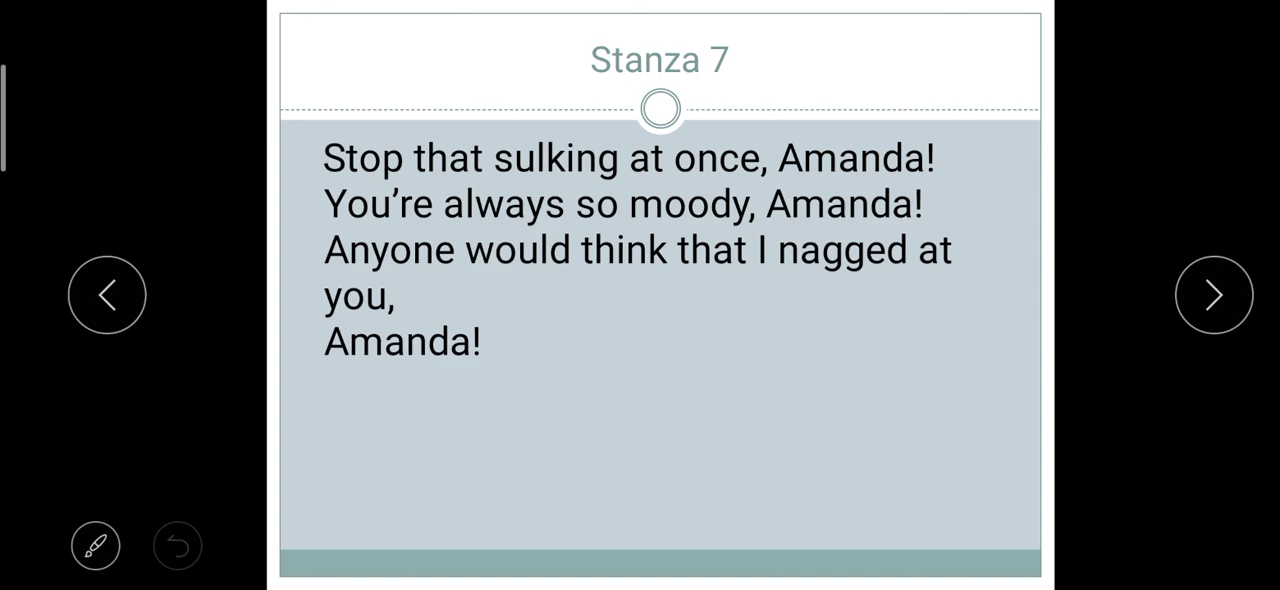 Stanza 7
Stop that sulking at once, Amanda!
You’re always so moody, Amanda!
Anyone would think that I nagged at
you,
Amanda!